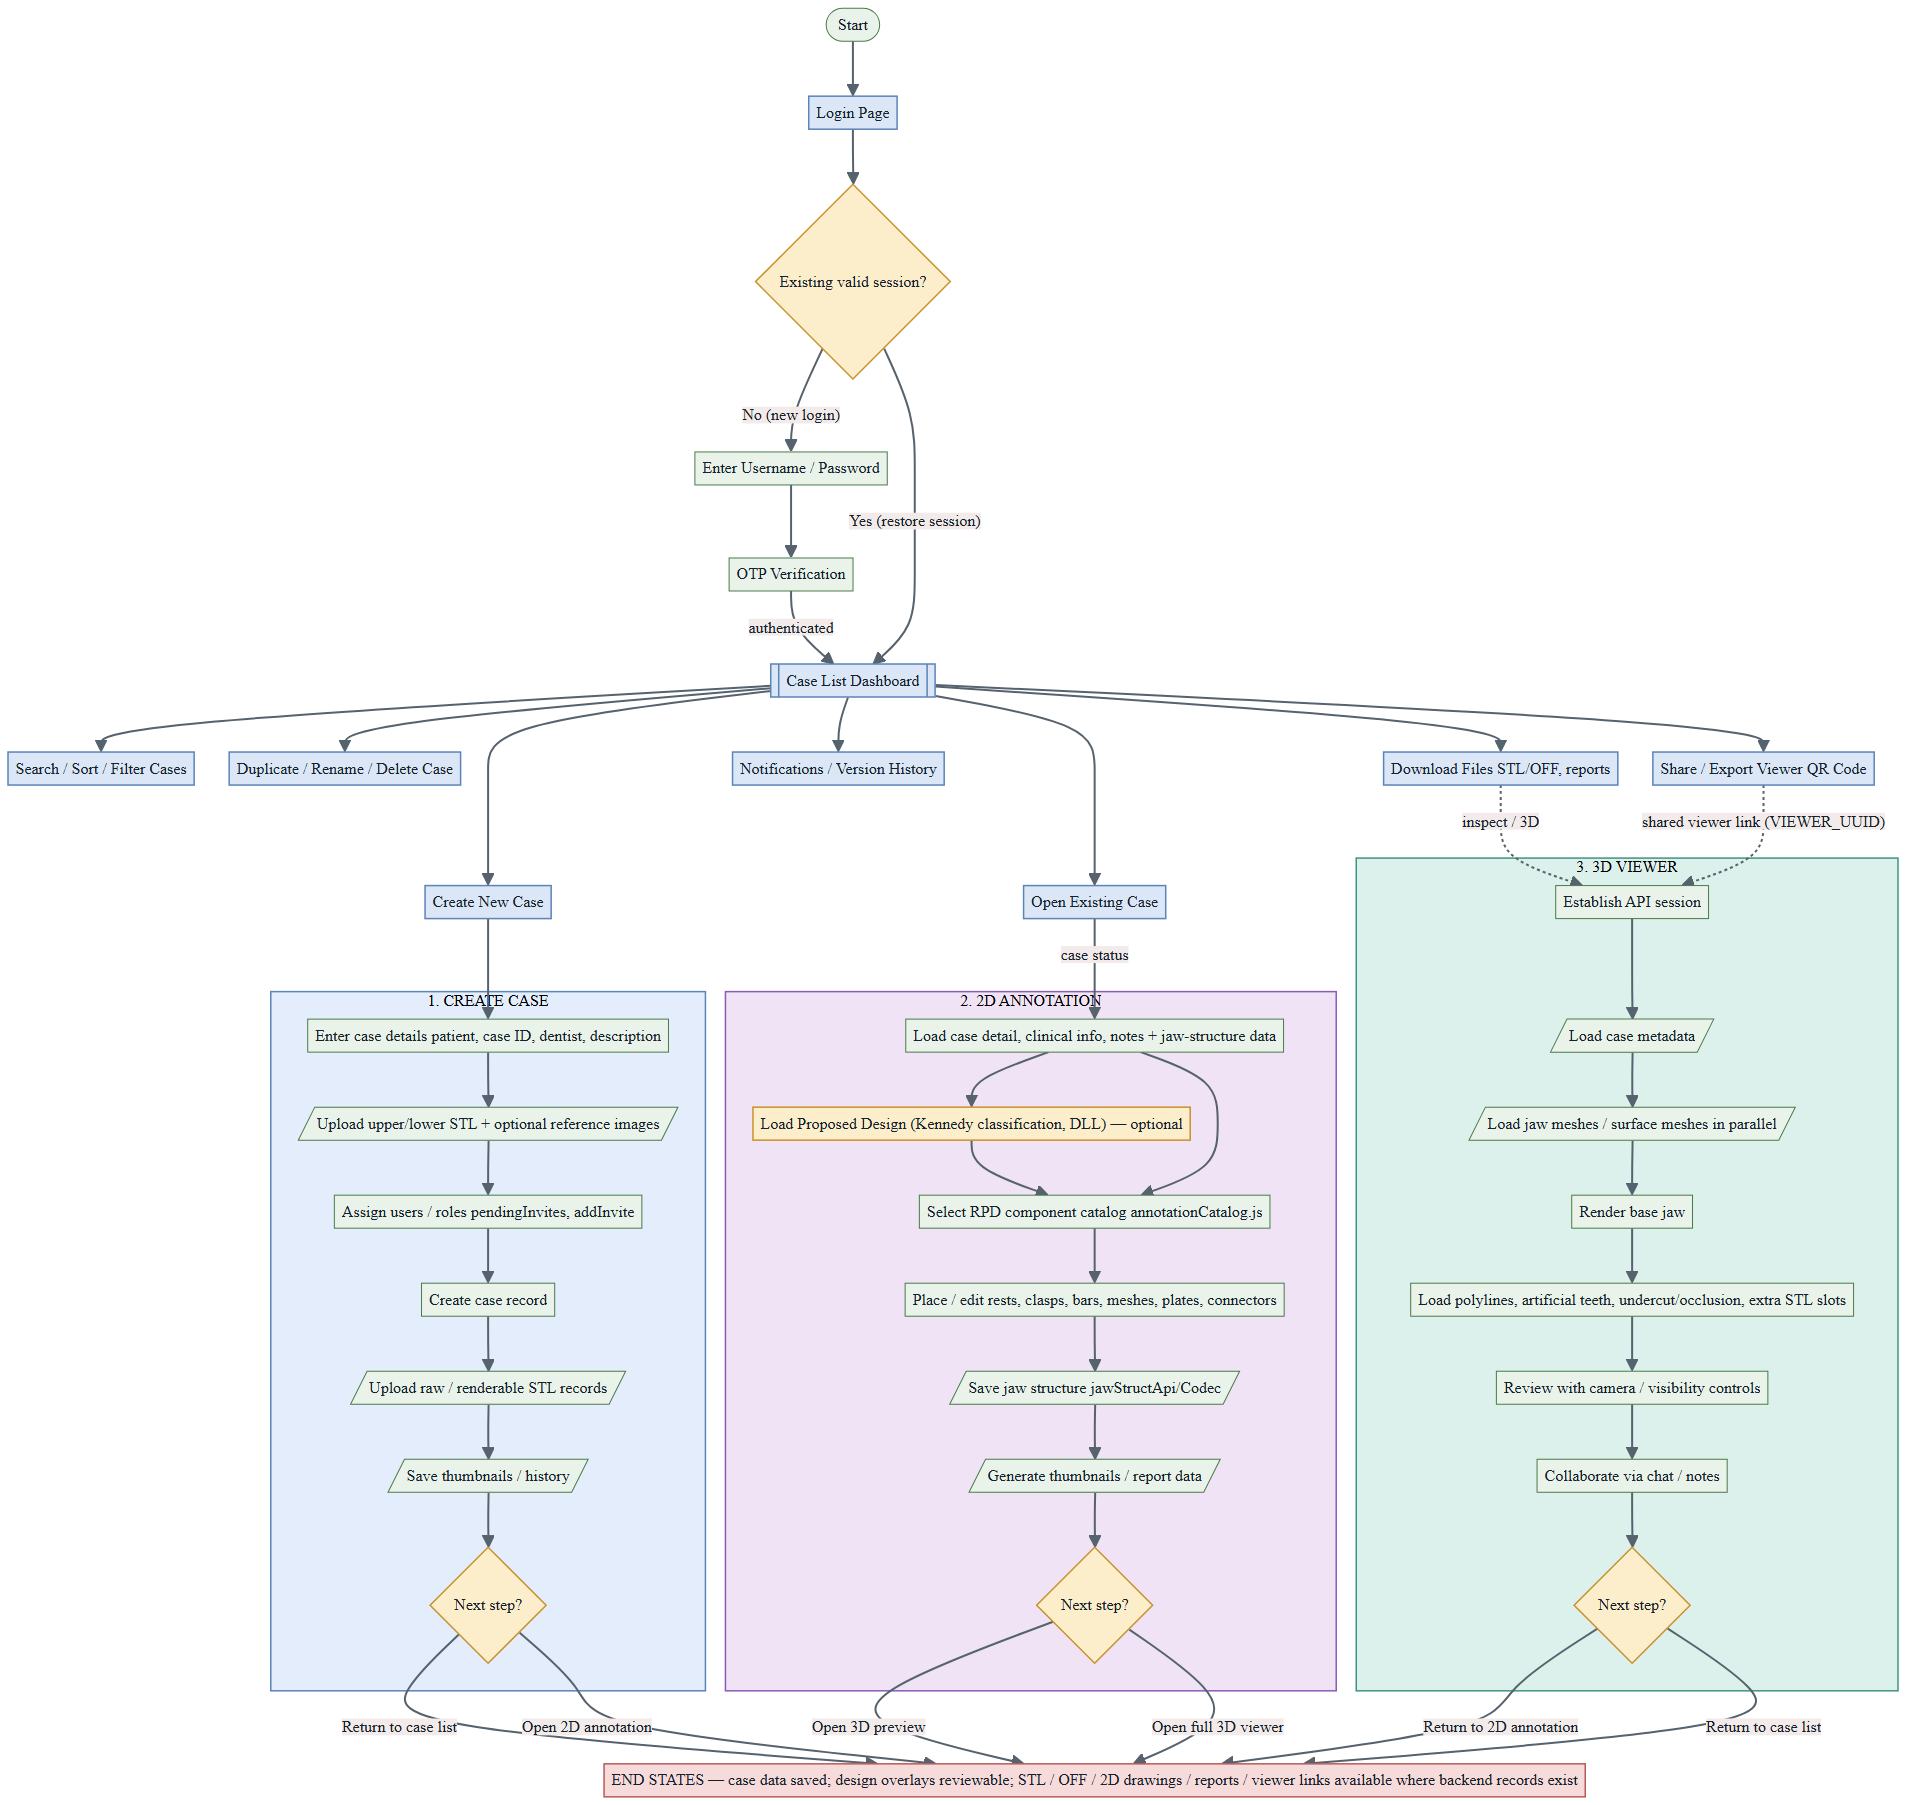 Start
Login Page
Existing valid session?
No (new login)
Enter Username / Password
Yes (restore session)
OTP Verification
authenticated
Case List Dashboard
Search / Sort / Filter Cases
Duplicate / Rename / Delete Case
Notifications / Version History
Download Files STL/OFF, reports
Share / Export Viewer QR Code
inspect / 3D
shared viewer link (VIEWER_UUID)
Create New Case
Open Existing Case
case status
1. CREATE CASE
Enter case details patient, case ID, dentist, description
Upload upper/lower STL + optional reference images
Assign users / roles pendingInvites, addInvite
Create case record
Upload raw / renderable STL records
Save thumbnails / history
Next step?
2. 2D ANNOTATION
Load case detail, clinical info, notes + jaw-structure data
Load Proposed Design (Kennedy classification, DLL) — optional
Select RPD component catalog annotationCatalog.js
Place / edit rests, clasps, bars, meshes, plates, connectors
Save jaw structure jawStructApi/Codec
Generate thumbnails / report data
Next step?
3. 3D VIEWER
Establish API session
Load case metadata
Load jaw meshes / surface meshes in parallel
Render base jaw
Load polylines, artificial teeth, undercut/occlusion, extra STL slots
Review with camera / visibility controls
Collaborate via chat / notes
Next step?
Return to case list
Open 2D annotation
Open 3D preview
Open full 3D viewer
Return to 2D annotation
Return to case list
END STATES — case data saved; design overlays reviewable; STL / OFF / 2D drawings / reports / viewer links available where backend records exist